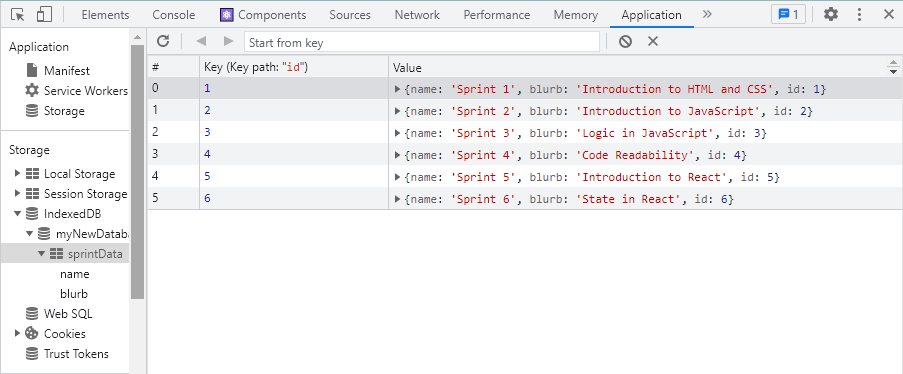 Elements Console Components Sources Network Performance Memory Application » 1
Application
Manifest
Service Workers
Storage
Storage
Local Storage
Session Storage
IndexedDB
myNewDataba
sprintData
name
blurb
Web SQL
Cookies
Trust Tokens
Start from key
# Key (Key path: "id") Value
0 1 {name: 'Sprint 1', blurb: 'Introduction to HTML and CSS', id: 1}
1 2 {name: 'Sprint 2', blurb: 'Introduction to JavaScript', id: 2}
2 3 {name: 'Sprint 3', blurb: 'Logic in JavaScript', id: 3}
3 4 {name: 'Sprint 4', blurb: 'Code Readability', id: 4}
4 5 {name: 'Sprint 5', blurb: 'Introduction to React', id: 5}
5 6 {name: 'Sprint 6', blurb: 'State in React', id: 6}